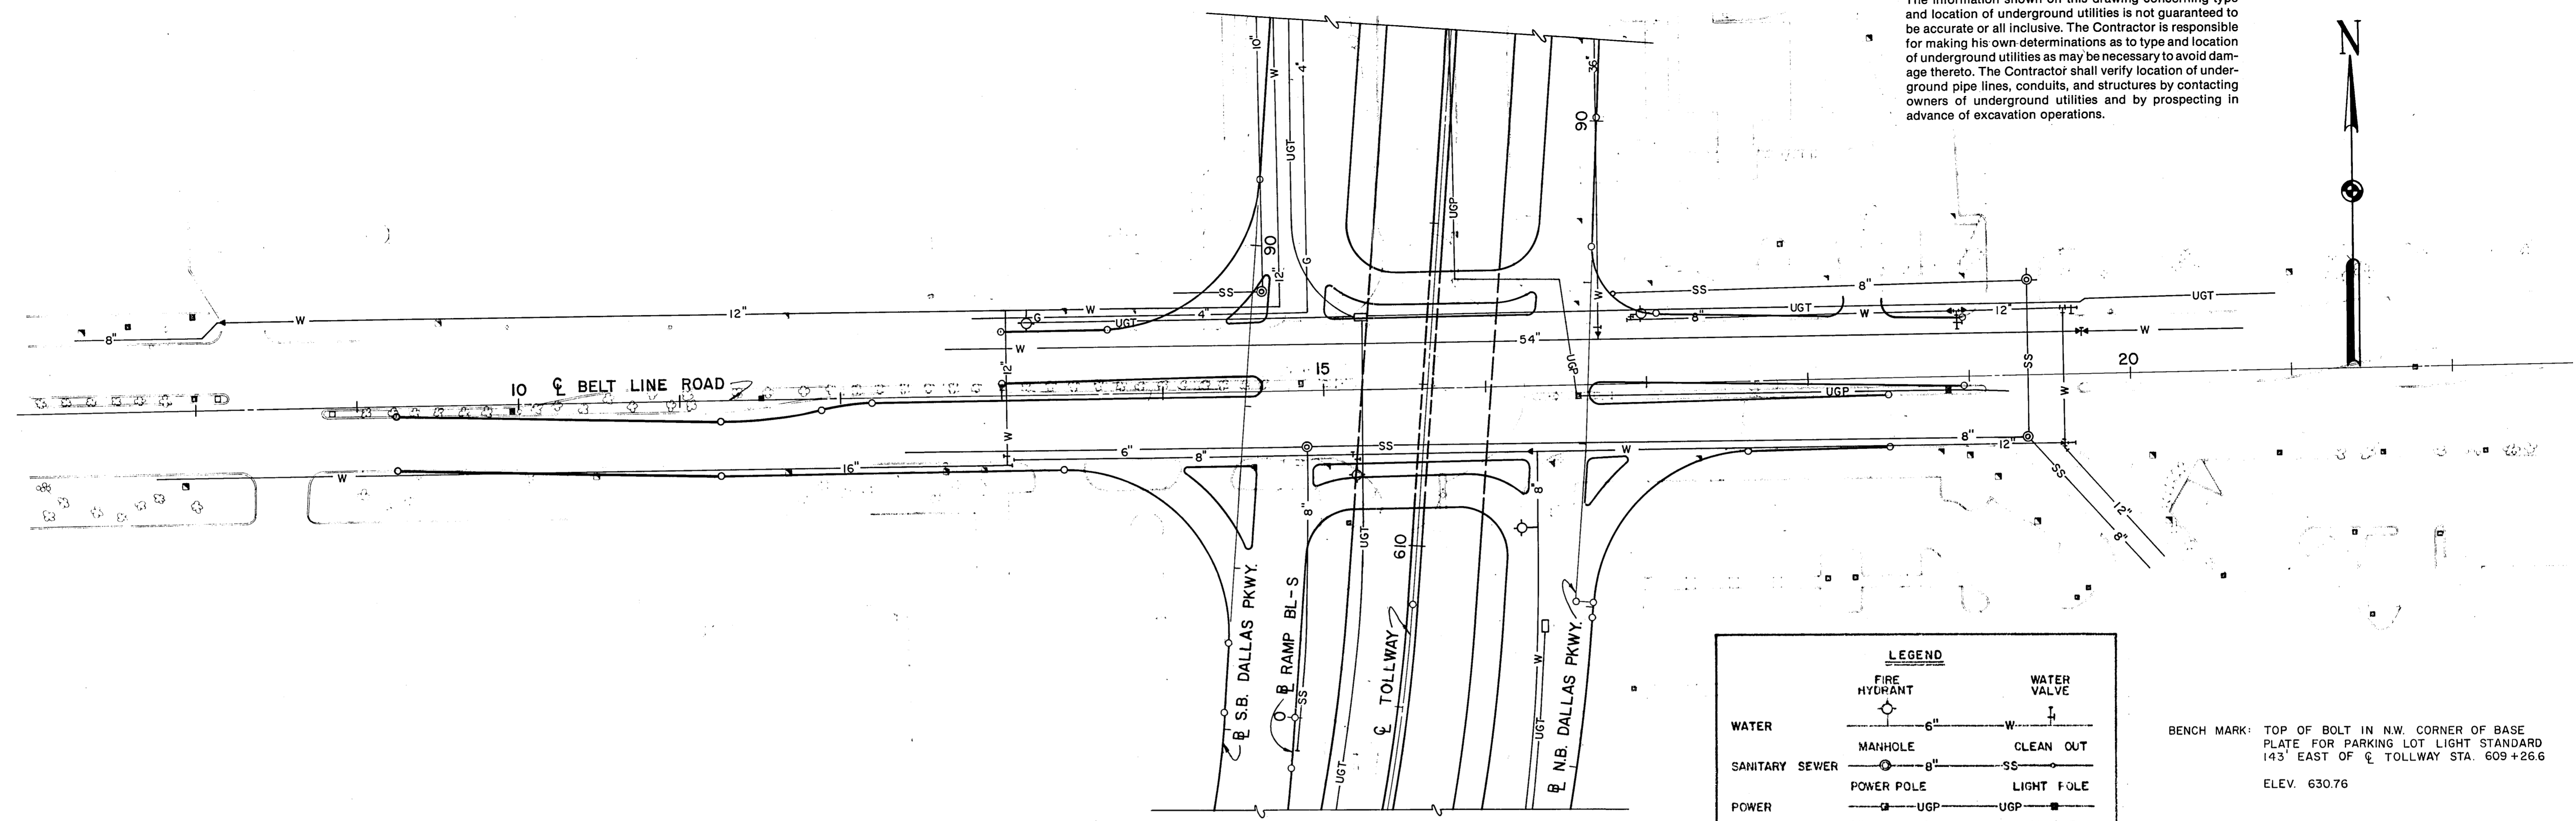 The information shown on this drawing concerning type
and location of underground utilities is not guaranteed to
be accurate or all inclusive. The Contractor is responsible
for making his own determinations as to type and location
of underground utilities as may be necessary to avoid dam-
age thereto. The Contractor shall verify location of under-
ground pipe lines, conduits, and structures by contacting
owners of underground utilities and by prospecting in
advance of excavation operations.
N
10"
W
4"
UGT
UGP
36"
90
90
12"
G
SS
SS
8"
W
8"
W
12"
G
W
4"
UGT
8"
UGT
W
12"
UGT
W
54"
W
12"
UGP
SS
W
10
℄ BELT LINE ROAD
15
20
UGP
W
6"
8"
SS
W
8"
12"
W
16"
8"
8"
UGT
610
SS
12"
8"
℄ S.B. DALLAS PKWY.
0
℄ RAMP BL-S
SS
UGT
℄ TOLLWAY
W
UGT
℄ N.B. DALLAS PKWY.
LEGEND
FIRE HYDRANT
WATER VALVE
WATER
6"
W
MANHOLE
CLEAN OUT
SANITARY SEWER
8"
SS
POWER POLE
LIGHT POLE
POWER
UGP
UGP
BENCH MARK: TOP OF BOLT IN N.W. CORNER OF BASE
PLATE FOR PARKING LOT LIGHT STANDARD
143' EAST OF ℄ TOLLWAY STA. 609+26.6
ELEV. 630.76